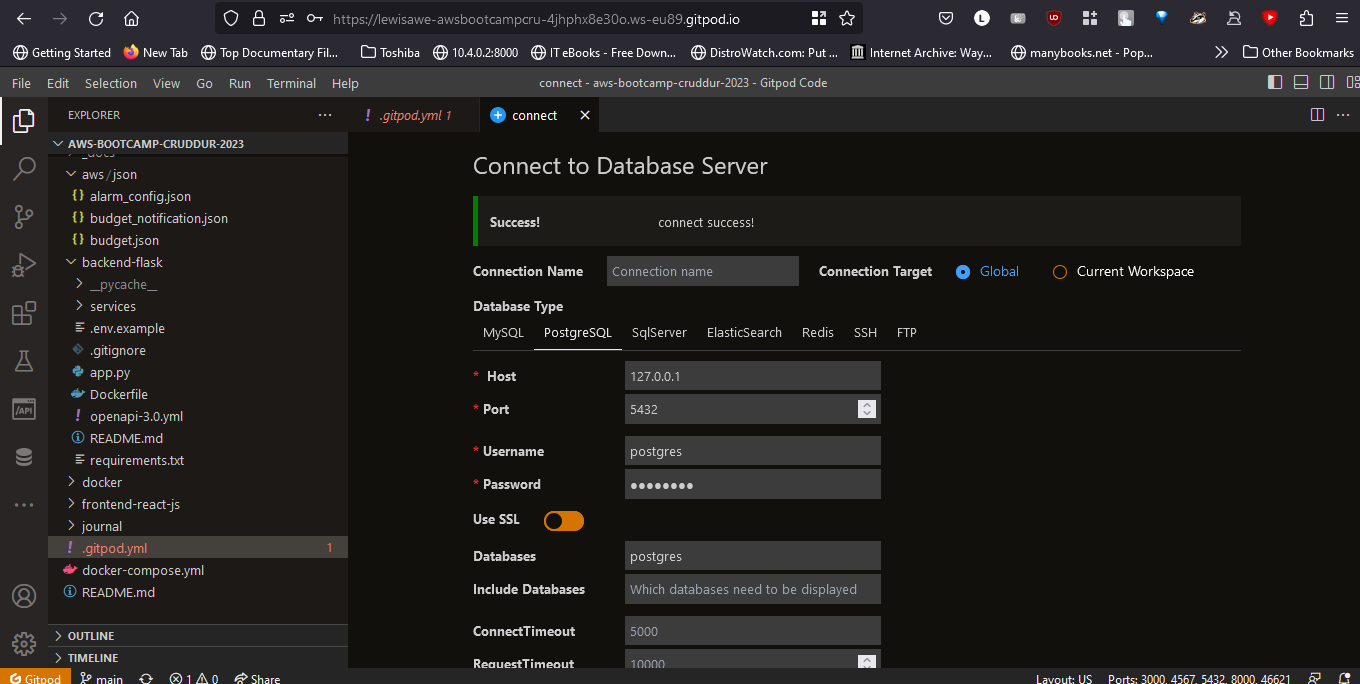 https://lewisawe-awsbootcampcru-4jhphx8e30o.ws-eu89.gitpod.io
Getting Started New Tab Top Documentary Fil... Toshiba 10.4.0.2:8000 IT eBooks - Free Down... DistroWatch.com: Put ... Internet Archive: Way... manybooks.net - Pop... Other Bookmarks
File Edit Selection View Go Run Terminal Help connect - aws-bootcamp-cruddur-2023 - Gitpod Code
EXPLORER ... ! .gitpod.yml 1 connect
AWS-BOOTCAMP-CRUDDUR-2023
_docs
aws / json
{} alarm_config.json
{} budget_notification.json
{} budget.json
backend-flask
__pycache__
services
.env.example
.gitignore
app.py
Dockerfile
! openapi-3.0.yml
README.md
requirements.txt
docker
frontend-react-js
journal
! .gitpod.yml 1
docker-compose.yml
README.md
OUTLINE
TIMELINE
/API
Connect to Database Server
Success! connect success!
Connection Name Connection name Connection Target Global Current Workspace
Database Type
MySQL PostgreSQL SqlServer ElasticSearch Redis SSH FTP
* Host 127.0.0.1
* Port 5432
* Username postgres
* Password ●●●●●●●●
Use SSL
Databases postgres
Include Databases Which databases need to be displayed
ConnectTimeout 5000
RequestTimeout 10000
Gitpod main 1 0 Share Layout: US Ports: 3000, 4567, 5432, 8000, 46621